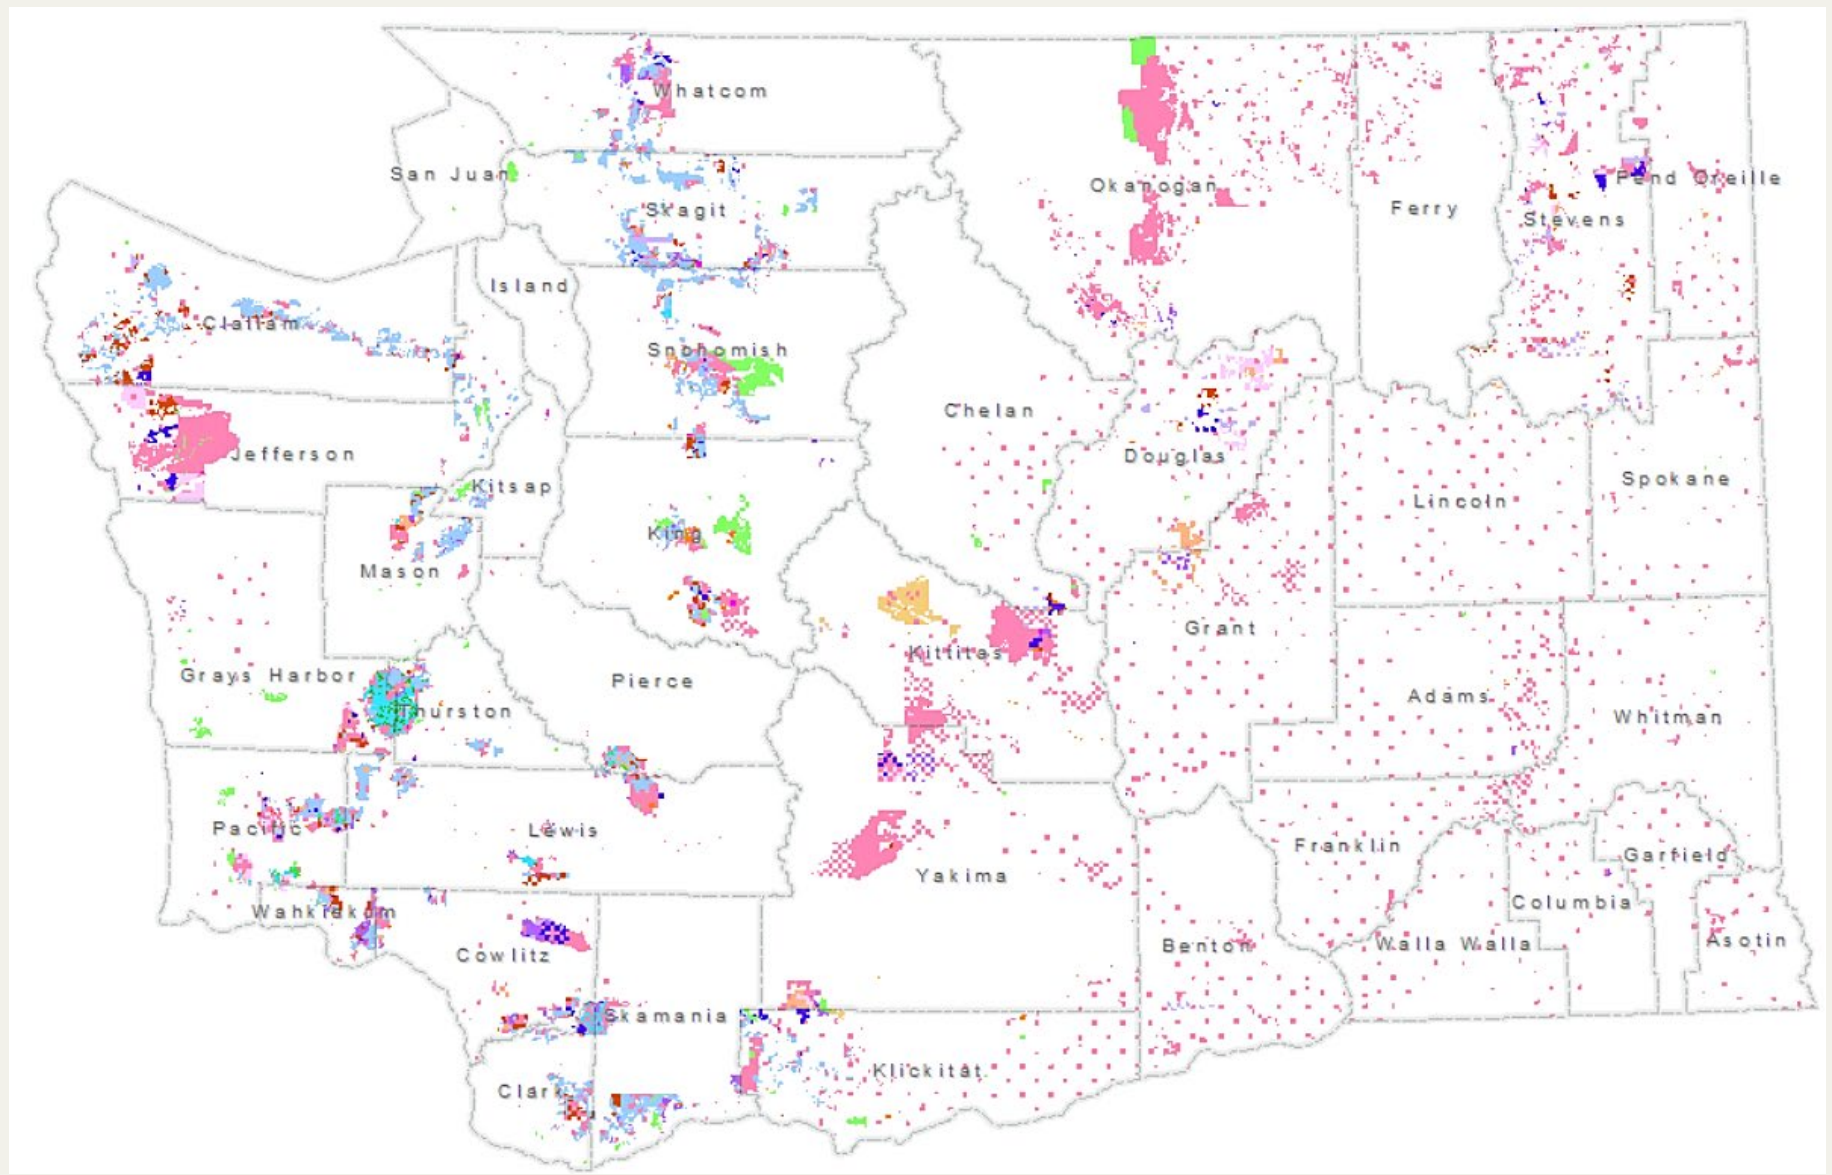 Whatcom
San Juan
Okanogan
Pend Oreille
Skagit
Ferry
Stevens
Island
Clallam
Snohomish
Chelan
Jefferson
Douglas
Kitsap
Lincoln
Spokane
King
Mason
Grant
Kittitas
Grays Harbor
Pierce
Adams
Thurston
Whitman
Pacific
Lewis
Franklin
Garfield
Yakima
Wahkiakum
Columbia
Cowlitz
Benton
Walla Walla
Asotin
Skamania
Klickitat
Clark